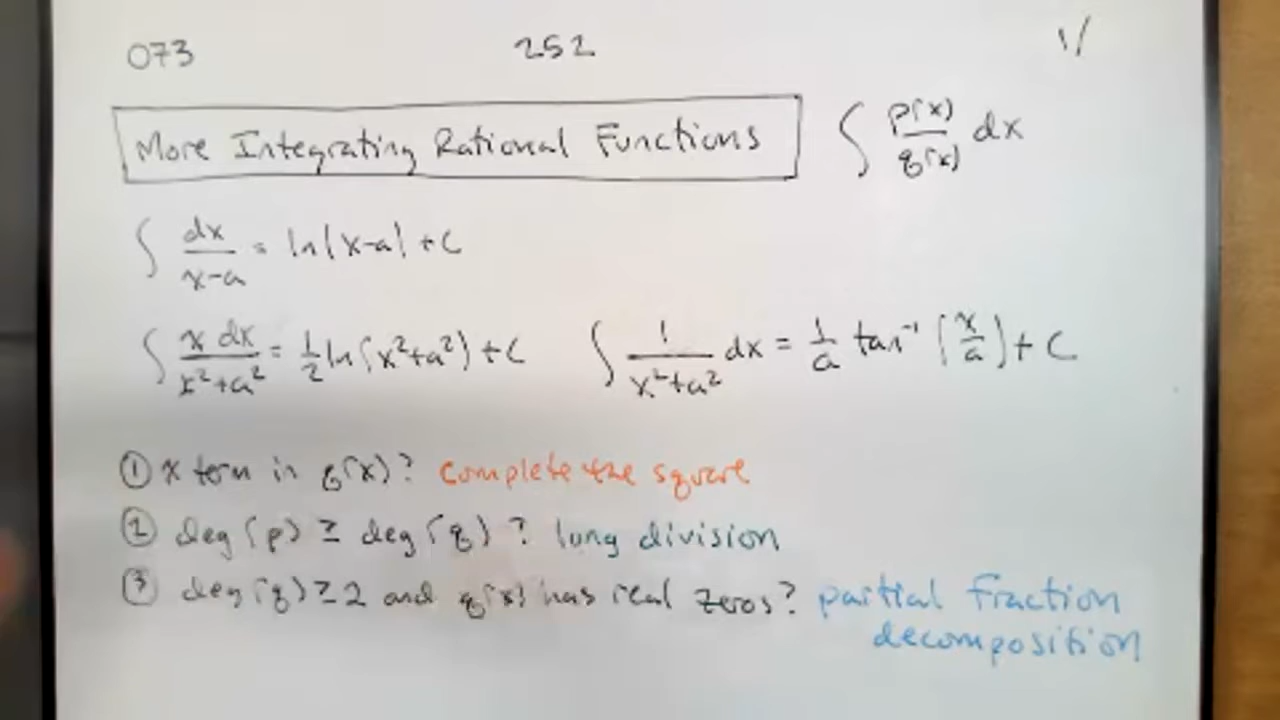 073 252 1/
More Integrating Rational Functions ∫ p(x)/q(x) dx
∫ dx/(x-a) = ln|x-a| + C
∫ x dx/(x²+a²) = 1/2 ln(x²+a²) + C ∫ 1/(x²+a²) dx = 1/a tan⁻¹(x/a) + C
① x term in q(x)? complete the square
② deg(p) ≥ deg(q)? long division
③ deg(q) ≥ 2 and q(x) has real zeros? partial fraction
decomposition